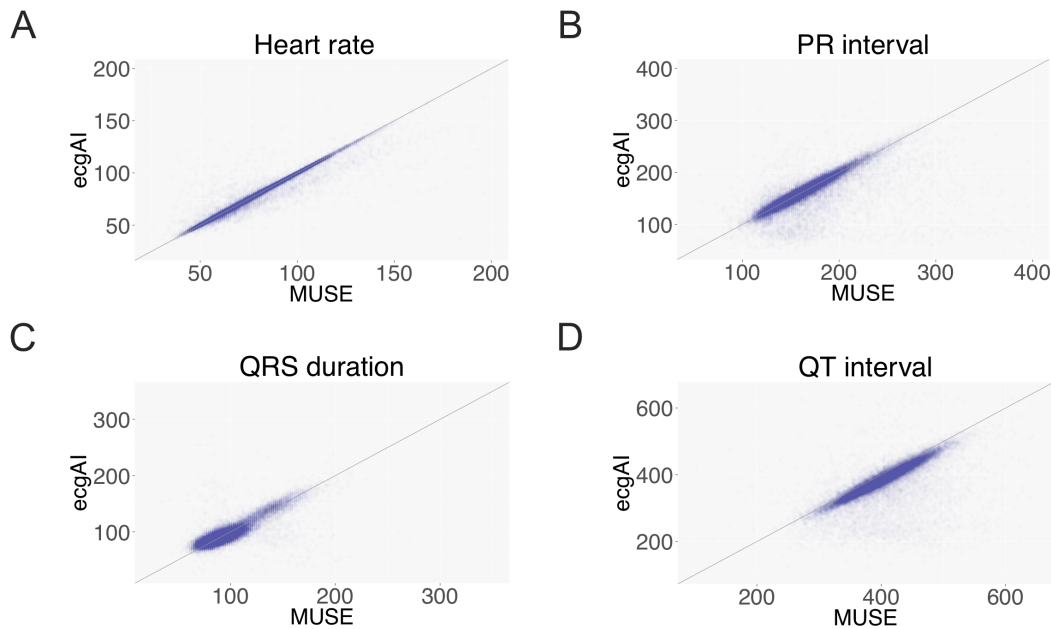 A
Heart rate
200
150
100
50
ecgAI
50 100 150 200
MUSE
B
PR interval
400
300
200
100
ecgAI
100 200 300 400
MUSE
C
QRS duration
300
200
100
ecgAI
100 200 300
MUSE
D
QT interval
600
400
200
ecgAI
200 400 600
MUSE